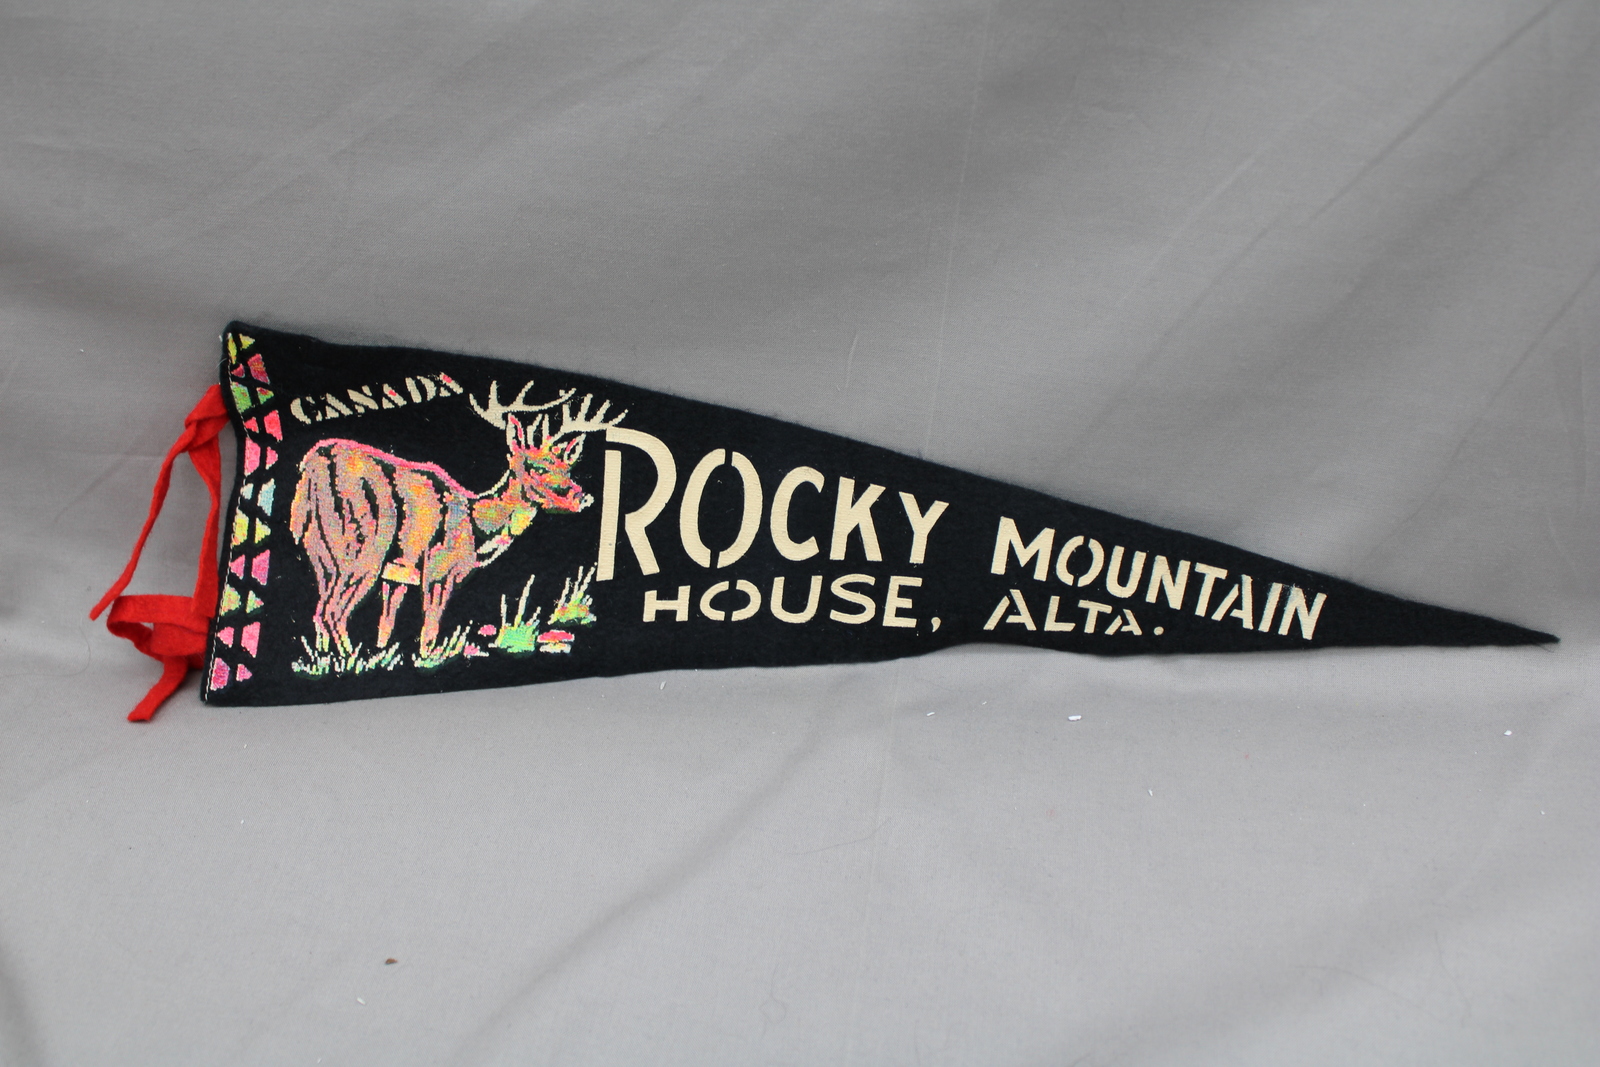 CANADA
ROCKY MOUNTAIN
HOUSE, ALTA.